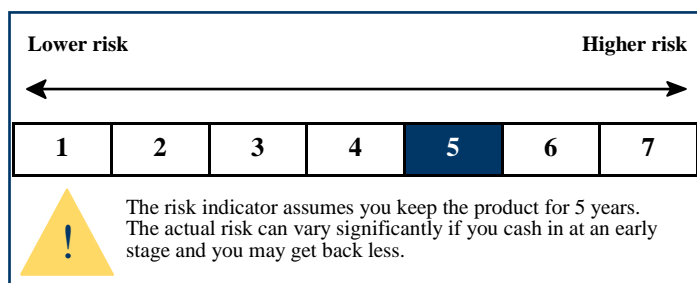 Lower risk Higher risk
1 2 3 4 5 6 7
The risk indicator assumes you keep the product for 5 years.
The actual risk can vary significantly if you cash in at an early
stage and you may get back less.
!